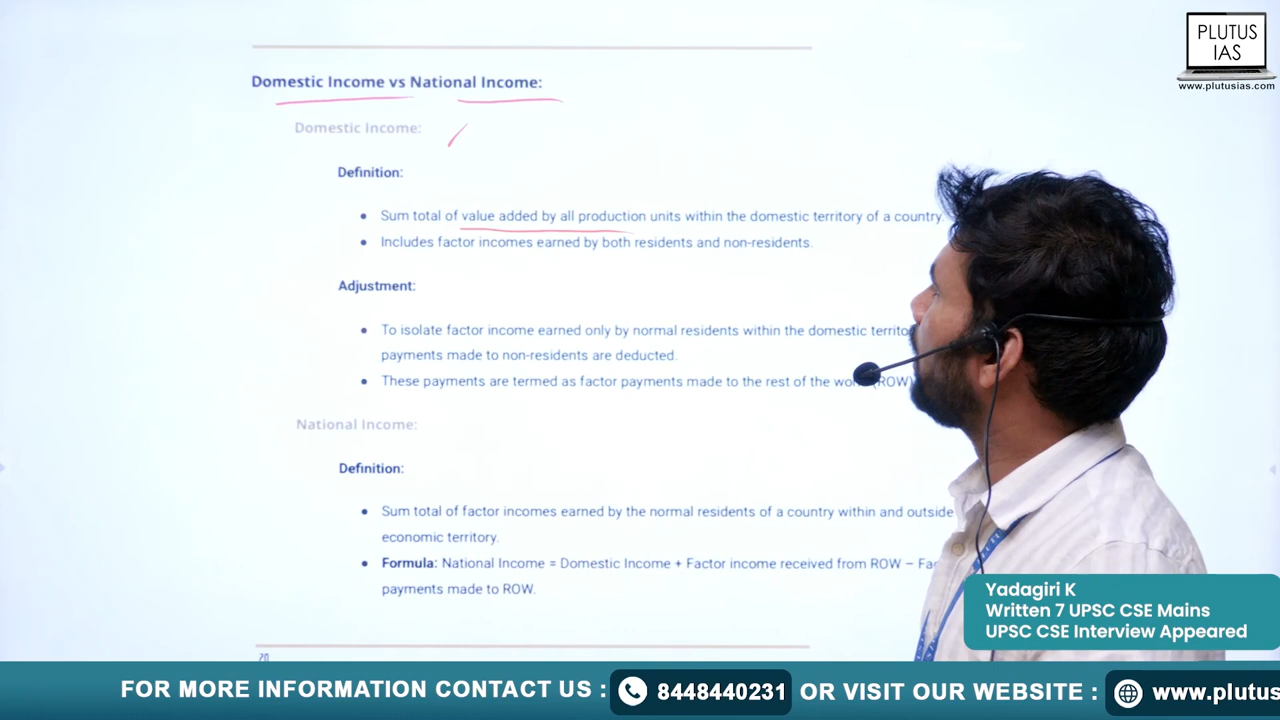 PLUTUS
IAS
www.plutusias.com
Domestic Income vs National Income:
Domestic Income:
Definition:
• Sum total of value added by all production units within the domestic territory of a country.
• Includes factor incomes earned by both residents and non-residents.
Adjustment:
• To isolate factor income earned only by normal residents within the domestic
payments made to non-residents are deducted.
• These payments are termed as factor payments made to the rest of the (ROW)
National Income:
Definition:
• Sum total of factor incomes earned by the normal residents of a country within and outside
economic territory.
• Formula: National Income = Domestic Income + Factor income received from ROW –
payments made to ROW.
20
Yadagiri K
Written 7 UPSC CSE Mains
UPSC CSE Interview Appeared
FOR MORE INFORMATION CONTACT US : 8448440231 OR VISIT OUR WEBSITE : www.plutus